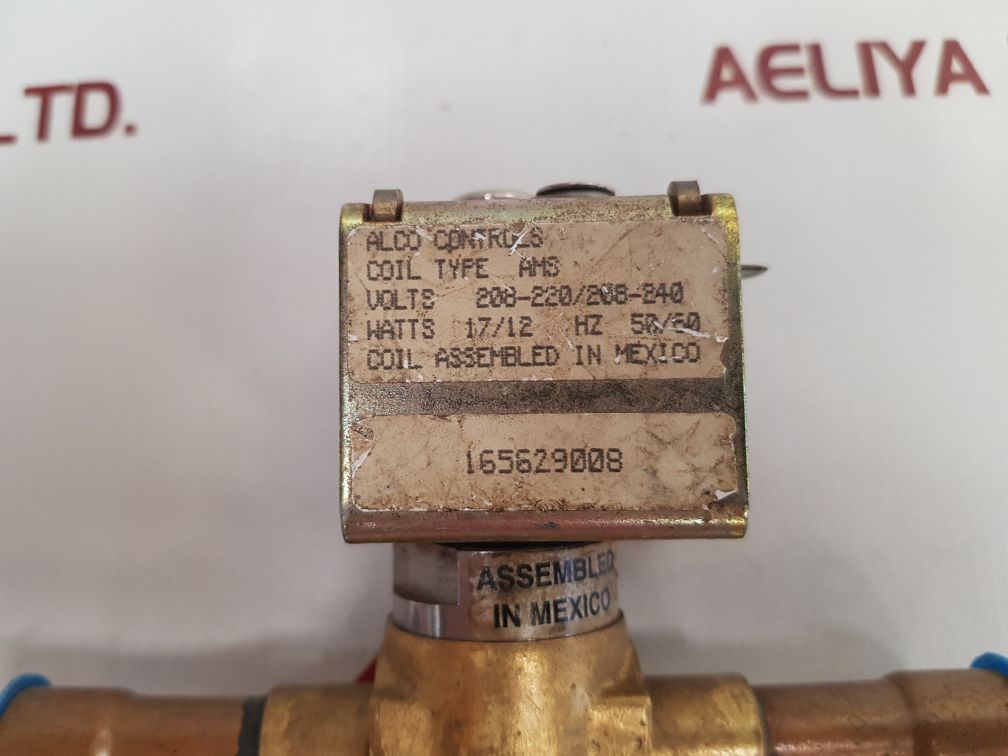 LTD.
AELIYA
ALCO CONTROLS
COIL TYPE AMS
VOLTS 208-220/208-240
WATTS 17/12 HZ 50/60
COIL ASSEMBLED IN MEXICO
165629008
ASSEMBLED
IN MEXICO